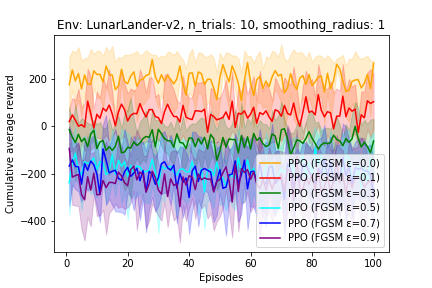 Env: LunarLander-v2, n_trials: 10, smoothing_radius: 1
Cumulative average reward
200
0
−200
−400
PPO (FGSM ε=0.0)
PPO (FGSM ε=0.1)
PPO (FGSM ε=0.3)
PPO (FGSM ε=0.5)
PPO (FGSM ε=0.7)
PPO (FGSM ε=0.9)
0 20 40 60 80 100
Episodes